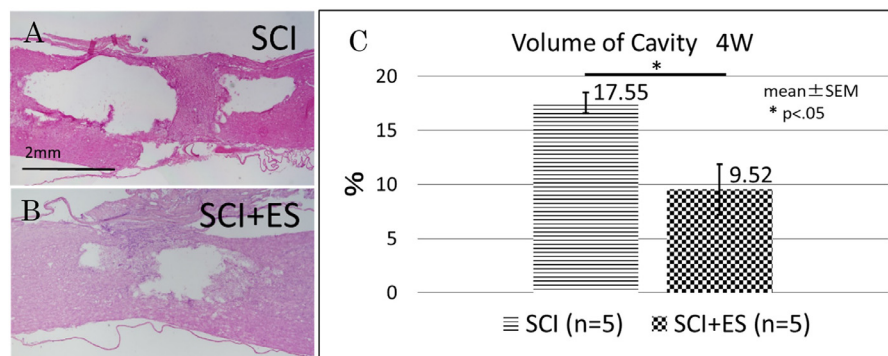 A
SCI
2mm
B
SCI+ES
C
Volume of Cavity 4W
*
mean±SEM
* p<.05
%
20
15
10
5
0
17.55
9.52
SCI (n=5) SCI+ES (n=5)